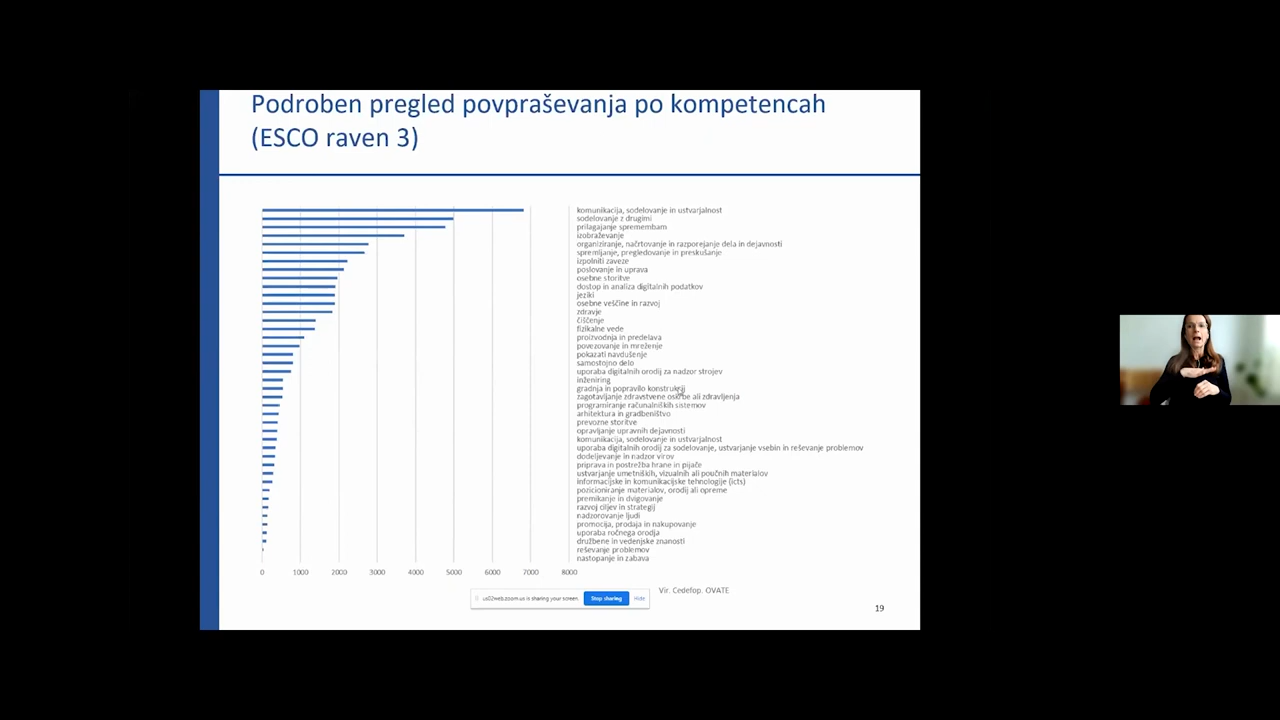 Podroben pregled povpraševanja po kompetencah
(ESCO raven 3)
komunikacija, sodelovanje in ustvarjalnost
sodelovanje z drugimi
prilagajanje spremembam
izobraževanje
organiziranje, načrtovanje in razporejanje dela in dejavnosti
spremljanje, pregledovanje in preskušanje
izpolniti zaveze
poslovanje in uprava
osebne storitve
dostop in analiza digitalnih podatkov
jeziki
osebne veščine in razvoj
zdravje
čiščenje
fizikalne vede
proizvodnja in predelava
povezovanje in mreženje
pokazati navdušenje
samostojno delo
uporaba digitalnih orodij za nadzor strojev
inženiring
gradnja in popravilo konstrukcij
zagotavljanje zdravstvene oskrbe ali zdravljenja
programiranje računalniških sistemov
arhitektura in gradbeništvo
prevozne storitve
opravljanje upravnih dejavnosti
komunikacija, sodelovanje in ustvarjalnost
uporaba digitalnih orodij za sodelovanje, ustvarjanje vsebin in reševanje problemov
dodeljevanje in nadzor virov
priprava in postrežba hrane in pijače
ustvarjanje umetniških, vizualnih ali poučnih materialov
informacijske in komunikacijske tehnologije (icts)
pozicioniranje materialov, orodij ali opreme
premikanje in dvigovanje
razvoj ciljev in strategij
nadzorovanje ljudi
promocija, prodaja in nakupovanje
uporaba ročnega orodja
družbene in vedenjske znanosti
reševanje problemov
nastopanje in zabava
0 1000 2000 3000 4000 5000 6000 7000 8000
Vir. Cedefop. OVATE
us02web.zoom.us is sharing your screen. Stop sharing Hide
19